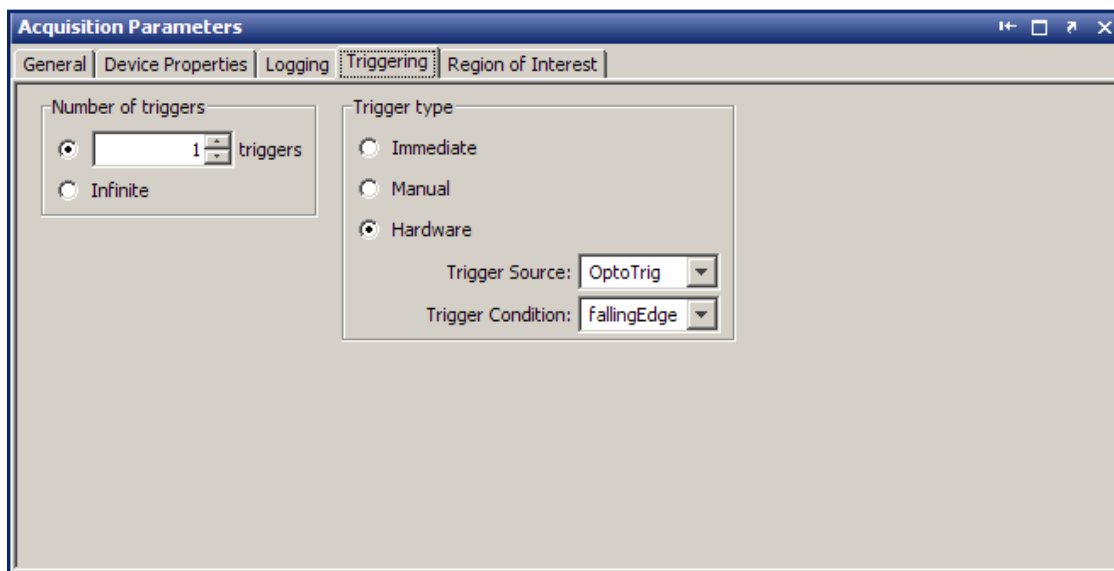 Acquisition Parameters
General Device Properties Logging Triggering Region of Interest
Number of triggers
1 triggers
Infinite
Trigger type
Immediate
Manual
Hardware
Trigger Source: OptoTrig
Trigger Condition: fallingEdge